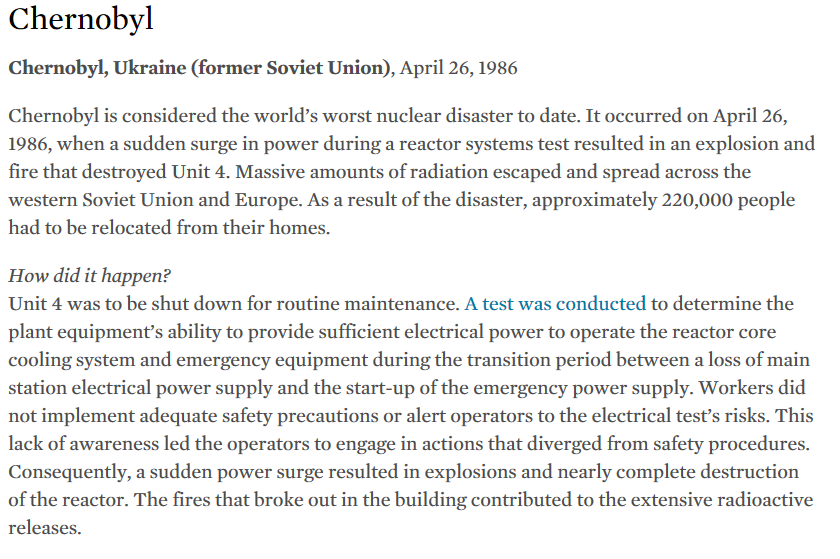 Chernobyl
Chernobyl, Ukraine (former Soviet Union), April 26, 1986
Chernobyl is considered the world’s worst nuclear disaster to date. It occurred on April 26,
1986, when a sudden surge in power during a reactor systems test resulted in an explosion and
fire that destroyed Unit 4. Massive amounts of radiation escaped and spread across the
western Soviet Union and Europe. As a result of the disaster, approximately 220,000 people
had to be relocated from their homes.
How did it happen?
Unit 4 was to be shut down for routine maintenance. A test was conducted to determine the
plant equipment’s ability to provide sufficient electrical power to operate the reactor core
cooling system and emergency equipment during the transition period between a loss of main
station electrical power supply and the start-up of the emergency power supply. Workers did
not implement adequate safety precautions or alert operators to the electrical test’s risks. This
lack of awareness led the operators to engage in actions that diverged from safety procedures.
Consequently, a sudden power surge resulted in explosions and nearly complete destruction
of the reactor. The fires that broke out in the building contributed to the extensive radioactive
releases.